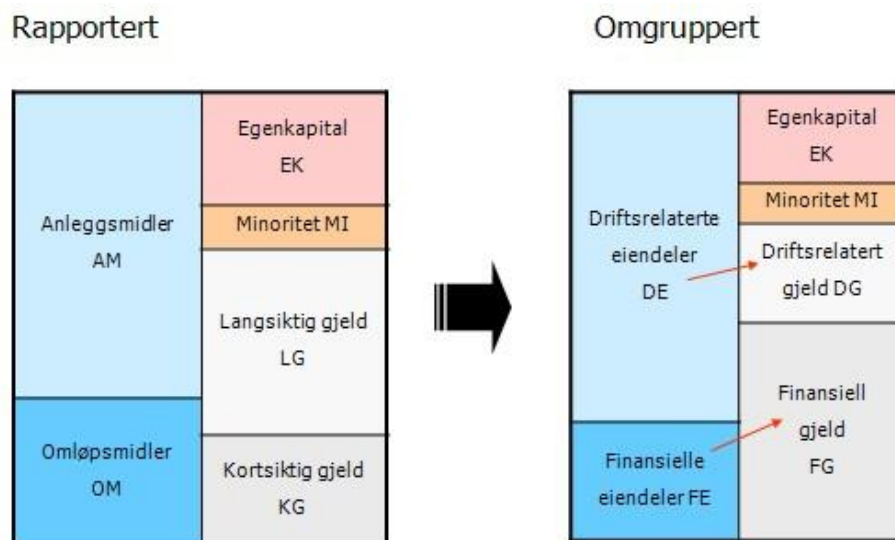 Rapportert
Omgruppert
Anleggsmidler
AM
Omløpsmidler
OM
Egenkapital
EK
Minoritet MI
Langsiktig gjeld
LG
Kortsiktig gjeld
KG
Driftsrelaterte
eiendeler
DE
Finansielle
eiendeler FE
Egenkapital
EK
Minoritet MI
Driftsrelatert
gjeld DG
Finansiell
gjeld
FG